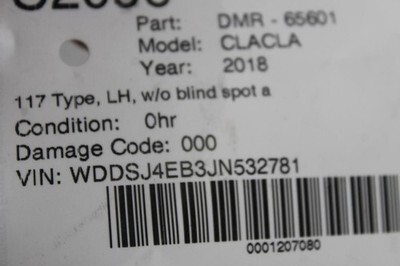 Part: DMR - 65601
Model: CLACLA
Year: 2018
117 Type, LH, w/o blind spot a
Condition: 0hr
Damage Code: 000
VIN: WDDSJ4EB3JN532781
0001207080